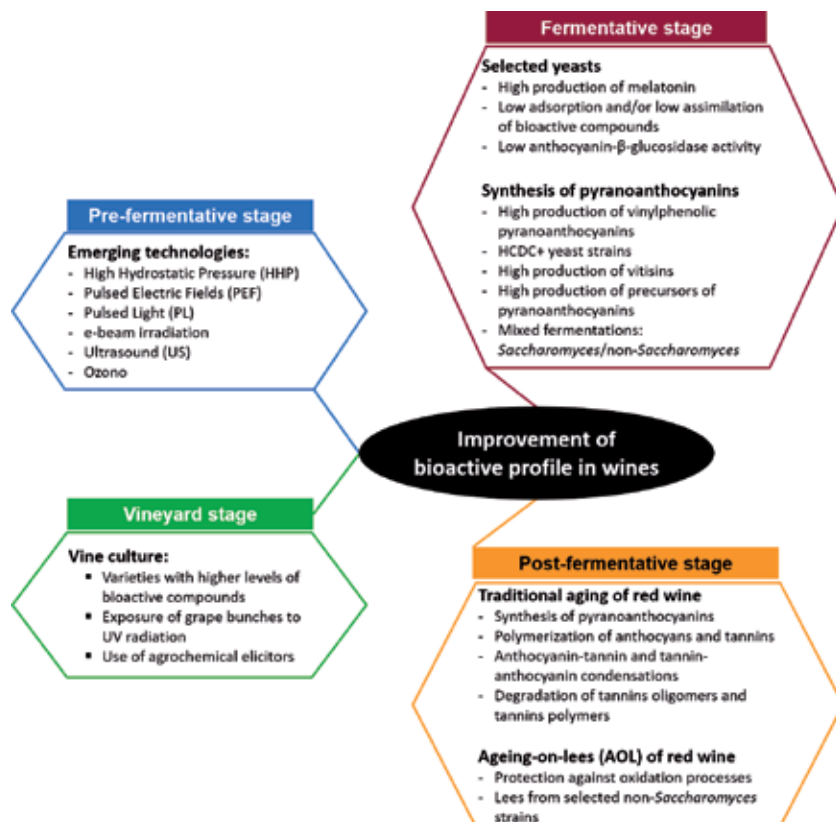 Fermentative stage
Selected yeasts
- High production of melatonin
- Low adsorption and/or low assimilation
of bioactive compounds
- Low anthocyanin-β-glucosidase activity
Synthesis of pyranoanthocyanins
- High production of vinylphenolic
pyranoanthocyanins
- HCDC+ yeast strains
- High production of vitisins
- High production of precursors of
pyranoanthocyanins
- Mixed fermentations:
Saccharomyces/non-Saccharomyces
Pre-fermentative stage
Emerging technologies:
- High Hydrostatic Pressure (HHP)
- Pulsed Electric Fields (PEF)
- Pulsed Light (PL)
- e-beam irradiation
- Ultrasound (US)
- Ozono
Improvement of
bioactive profile in wines
Vineyard stage
Vine culture:
▪ Varieties with higher levels of
bioactive compounds
▪ Exposure of grape bunches to
UV radiation
▪ Use of agrochemical elicitors
Post-fermentative stage
Traditional aging of red wine
- Synthesis of pyranoanthocyanins
- Polymerization of anthocyans and tannins
- Anthocyanin-tannin and tannin-
anthocyanin condensations
- Degradation of tannins oligomers and
tannins polymers
Ageing-on-lees (AOL) of red wine
- Protection against oxidation processes
- Lees from selected non-Saccharomyces
strains